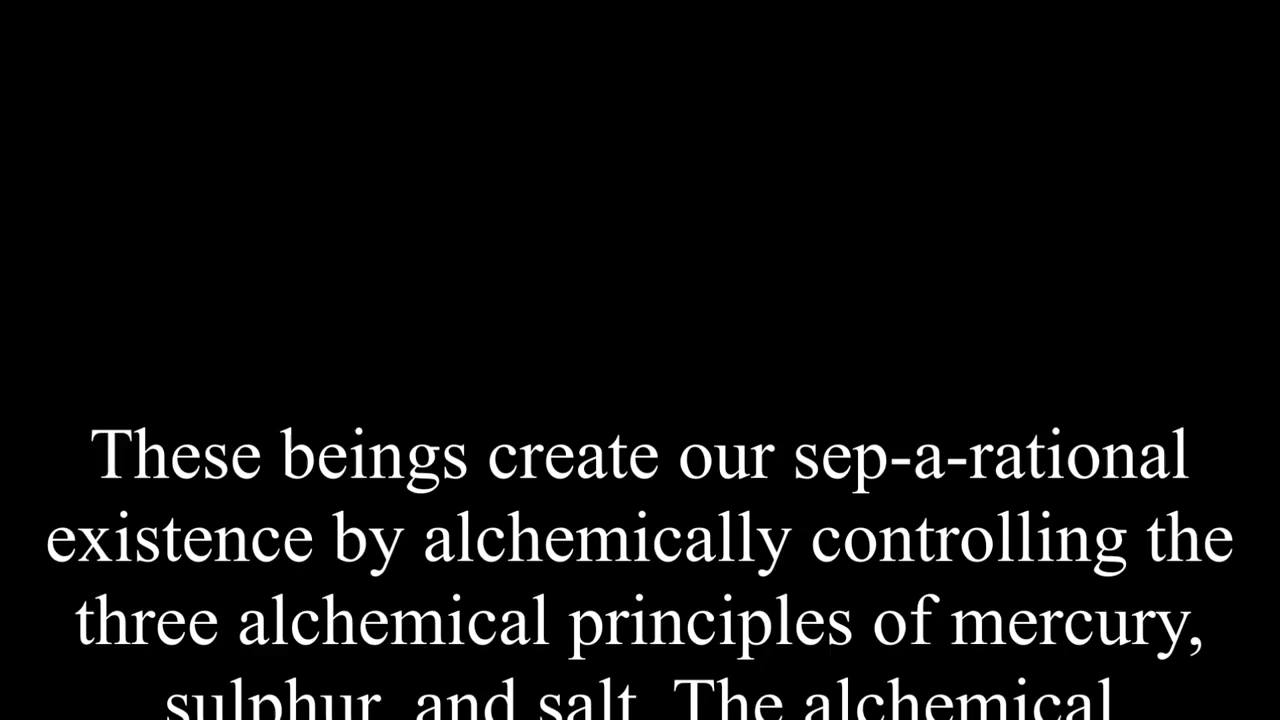 These beings create our sep-a-rational
existence by alchemically controlling the
three alchemical principles of mercury,
sulphur, and salt. The alchemical